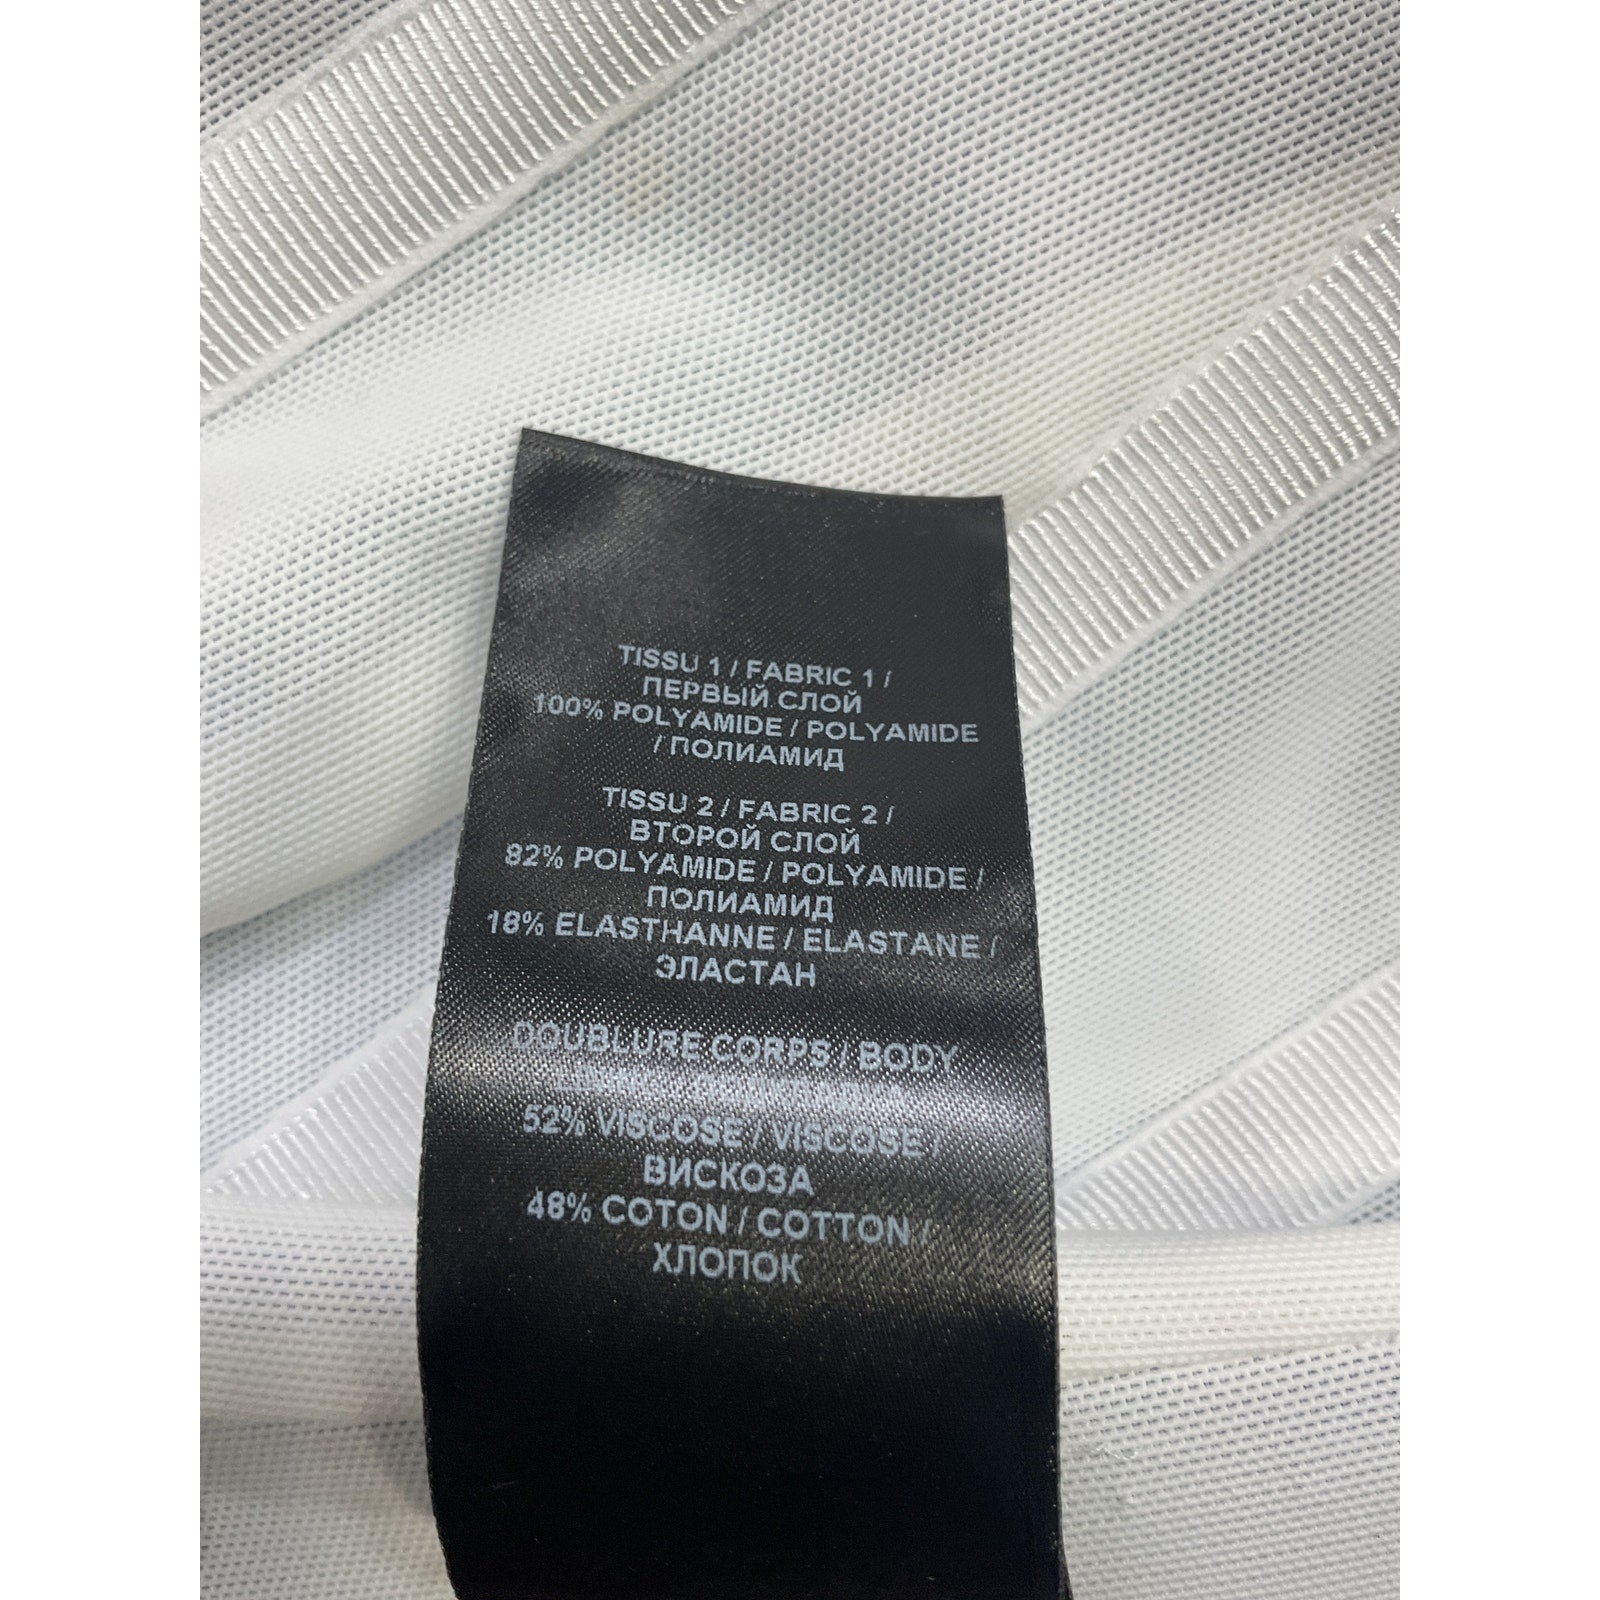 TISSU 1 / FABRIC 1 /
ПЕРВЫЙ СЛОЙ
100% POLYAMIDE / POLYAMIDE
/ ПОЛИАМИД
TISSU 2 / FABRIC 2 /
ВТОРОЙ СЛОЙ
82% POLYAMIDE / POLYAMIDE /
ПОЛИАМИД
18% ELASTHANNE / ELASTANE /
ЭЛАСТАН
DOUBLURE CORPS / BODY
52% VISCOSE / VISCOSE /
ВИСКОЗА
48% COTON / COTTON /
ХЛОПОК